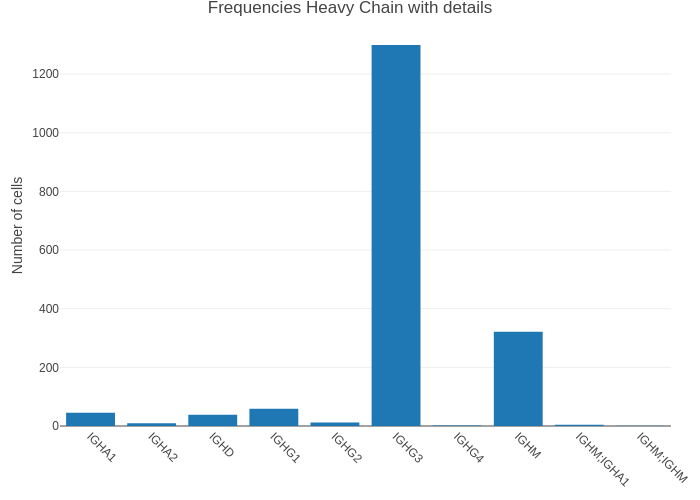 Frequencies Heavy Chain with details
Number of cells
1200
1000
800
600
400
200
0
IGHA1
IGHA2
IGHD
IGHG1
IGHG2
IGHG3
IGHG4
IGHM
IGHM;IGHA1
IGHM;IGHM